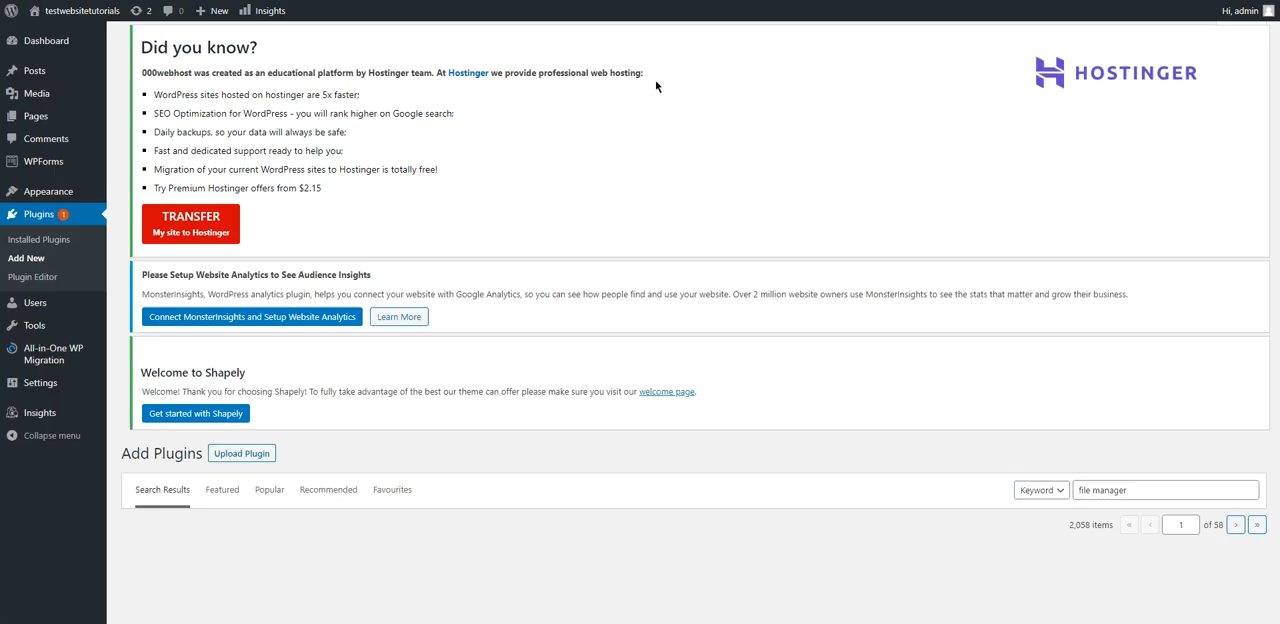 testwebsitetutorials 2 0 New Insights Hi, admin
Dashboard
Posts
Media
Pages
Comments
WPForms
Appearance
Plugins 1
Installed Plugins
Add New
Plugin Editor
Users
Tools
All-in-One WP
Migration
Settings
Insights
Collapse menu
Did you know?
000webhost was created as an educational platform by Hostinger team. At Hostinger we provide professional web hosting:
WordPress sites hosted on hostinger are 5x faster;
SEO Optimization for WordPress - you will rank higher on Google search;
Daily backups, so your data will always be safe;
Fast and dedicated support ready to help you;
Migration of your current WordPress sites to Hostinger is totally free!
Try Premium Hostinger offers from $2.15
TRANSFER
My site to Hostinger
HOSTINGER
Please Setup Website Analytics to See Audience Insights
MonsterInsights, WordPress analytics plugin, helps you connect your website with Google Analytics, so you can see how people find and use your website. Over 2 million website owners use MonsterInsights to see the stats that matter and grow their business.
Connect MonsterInsights and Setup Website Analytics Learn More
Welcome to Shapely
Welcome! Thank you for choosing Shapely! To fully take advantage of the best our theme can offer please make sure you visit our welcome page.
Get started with Shapely
Add Plugins Upload Plugin
Search Results Featured Popular Recommended Favourites Keyword file manager
2,058 items « ‹ 1 of 58 › »